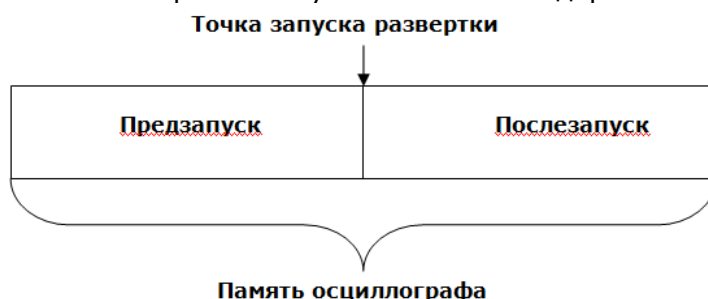 Точка запуска развертки
Предзапуск Послезапуск
Память осциллографа